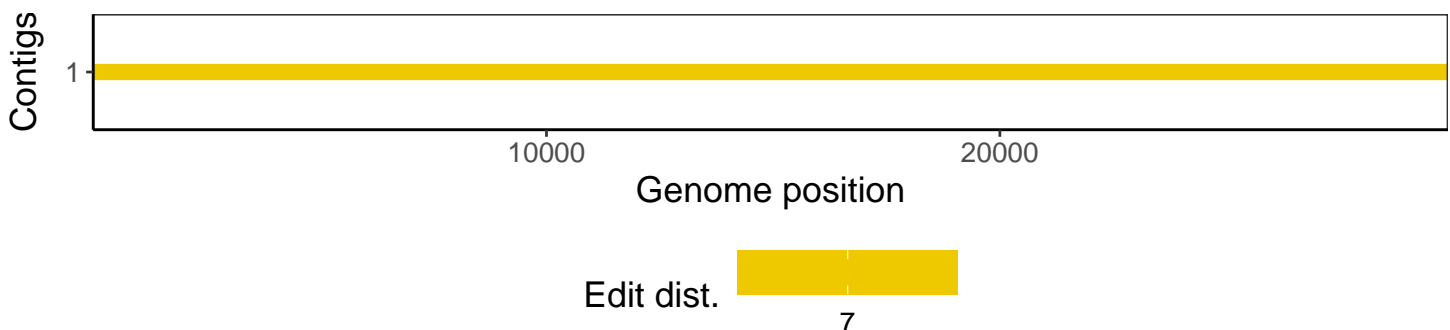 Contigs
1
10000 20000
Genome position
Edit dist.
7